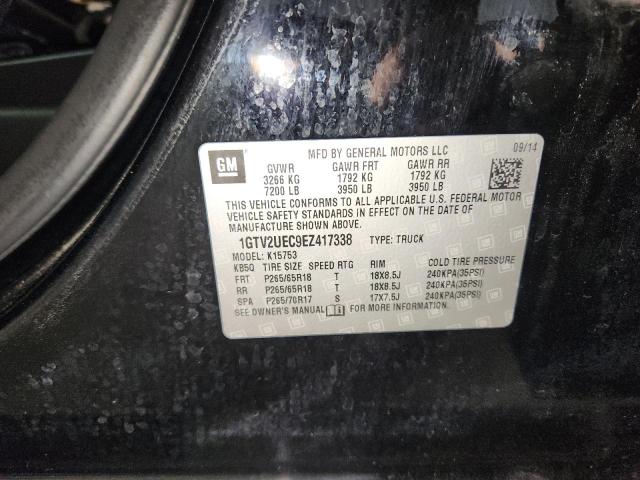 GM
MFD BY GENERAL MOTORS LLC 09/14
GVWR GAWR FRT GAWR RR
3266 KG 1792 KG 1792 KG
7200 LB 3950 LB 3950 LB
THIS VEHICLE CONFORMS TO ALL APPLICABLE U.S. FEDERAL MOTOR
VEHICLE SAFETY STANDARDS IN EFFECT ON THE DATE OF
MANUFACTURE SHOWN ABOVE.
1GTV2UEC9EZ417338 TYPE: TRUCK
MODEL: K15753
KB5Q TIRE SIZE SPEED RTG RIM COLD TIRE PRESSURE
FRT P265/65R18 T 18X8.5J 240KPA(35PSI)
RR P265/65R18 T 18X8.5J 240KPA(35PSI)
SPA P265/70R17 S 17X7.5J 240KPA(35PSI)
SEE OWNER'S MANUAL FOR MORE INFORMATION.